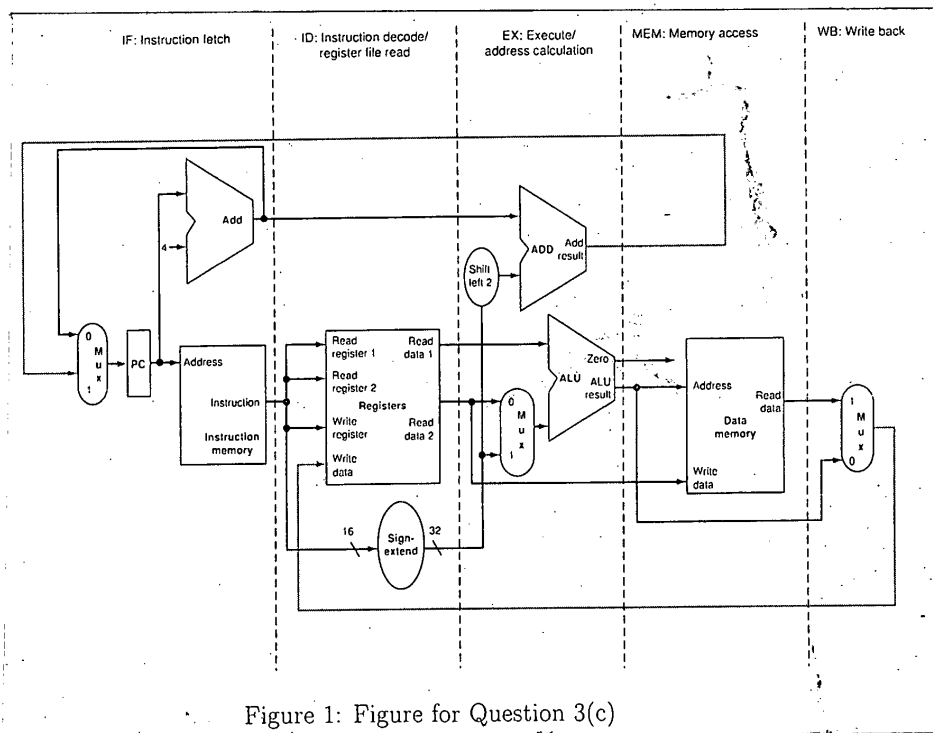 IF: Instruction fetch
ID: Instruction decode/
register file read
EX: Execute/
address calculation
MEM: Memory access
WB: Write back
Add
4
ADD
Add
result
Shift
left 2
0
M
u
x
1
PC
Address
Instruction
Instruction
memory
Read
register 1
Read
register 2
Registers
Write
register
Write
data
Read
data 1
Read
data 2
0
M
u
x
1
Zero
ALU
ALU
result
Address
Read
data
Data
memory
Write
data
1
M
u
x
0
16
Sign-
extend
32
Figure 1: Figure for Question 3(c)